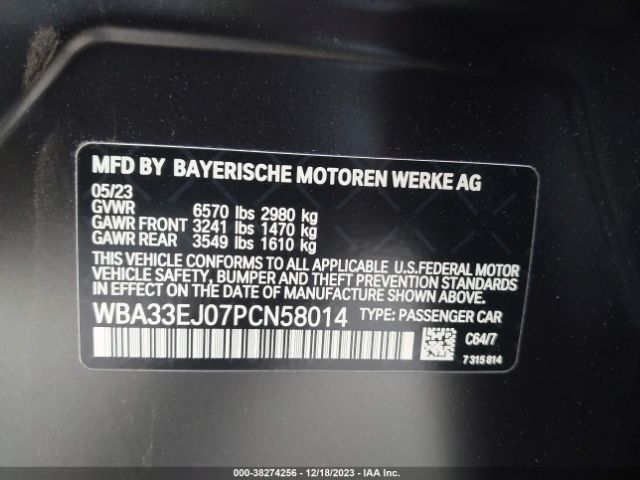 MFD BY BAYERISCHE MOTOREN WERKE AG
05/23
GVWR 6570 lbs 2980 kg
GAWR FRONT 3241 lbs 1470 kg
GAWR REAR 3549 lbs 1610 kg
THIS VEHICLE CONFORMS TO ALL APPLICABLE U.S.FEDERAL MOTOR
VEHICLE SAFETY, BUMPER AND THEFT PREVENTION STANDARDS
IN EFFECT ON THE DATE OF MANUFACTURE SHOWN ABOVE.
WBA33EJ07PCN58014 TYPE: PASSENGER CAR
C64/7
7315814
000-38274256 - 12/18/2023 - IAA Inc.